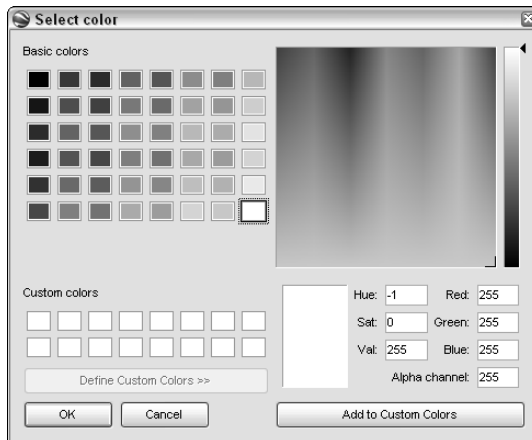 Select color
Basic colors
Custom colors
Define Custom Colors >>
OK
Cancel
Hue: -1
Red: 255
Sat: 0
Green: 255
Val: 255
Blue: 255
Alpha channel: 255
Add to Custom Colors